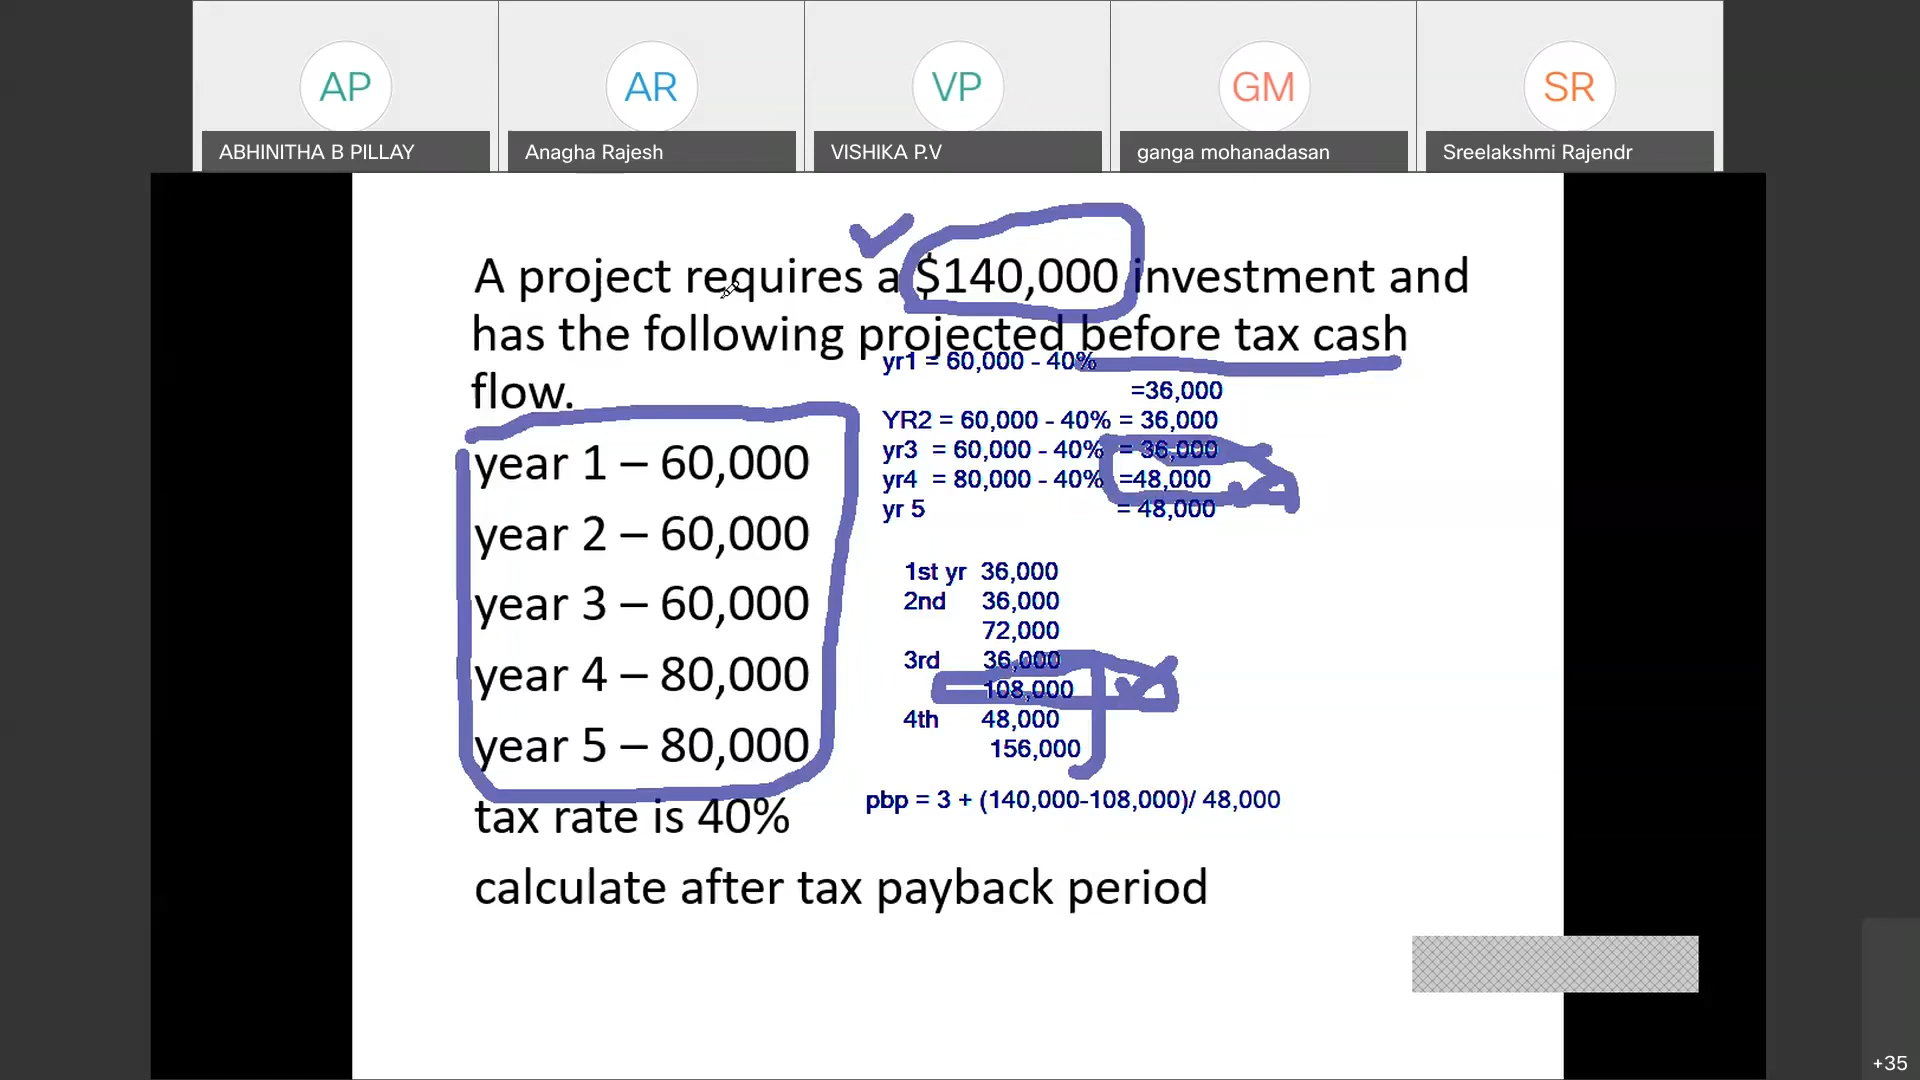 AP
AR
VP
GM
SR
ABHINITHA B PILLAY
Anagha Rajesh
VISHIKA P.V
ganga mohanadasan
Sreelakshmi Rajendr
A project requires a $140,000 investment and
has the following projected before tax cash
flow.
year 1 – 60,000
year 2 – 60,000
year 3 – 60,000
year 4 – 80,000
year 5 – 80,000
tax rate is 40%
calculate after tax payback period
yr1 = 60,000 - 40%
=36,000
YR2 = 60,000 - 40% = 36,000
yr3 = 60,000 - 40% = 36,000
yr4 = 80,000 - 40% =48,000
yr 5 = 48,000
1st yr 36,000
2nd 36,000
72,000
3rd 36,000
108,000
4th 48,000
156,000
pbp = 3 + (140,000-108,000)/ 48,000
+35